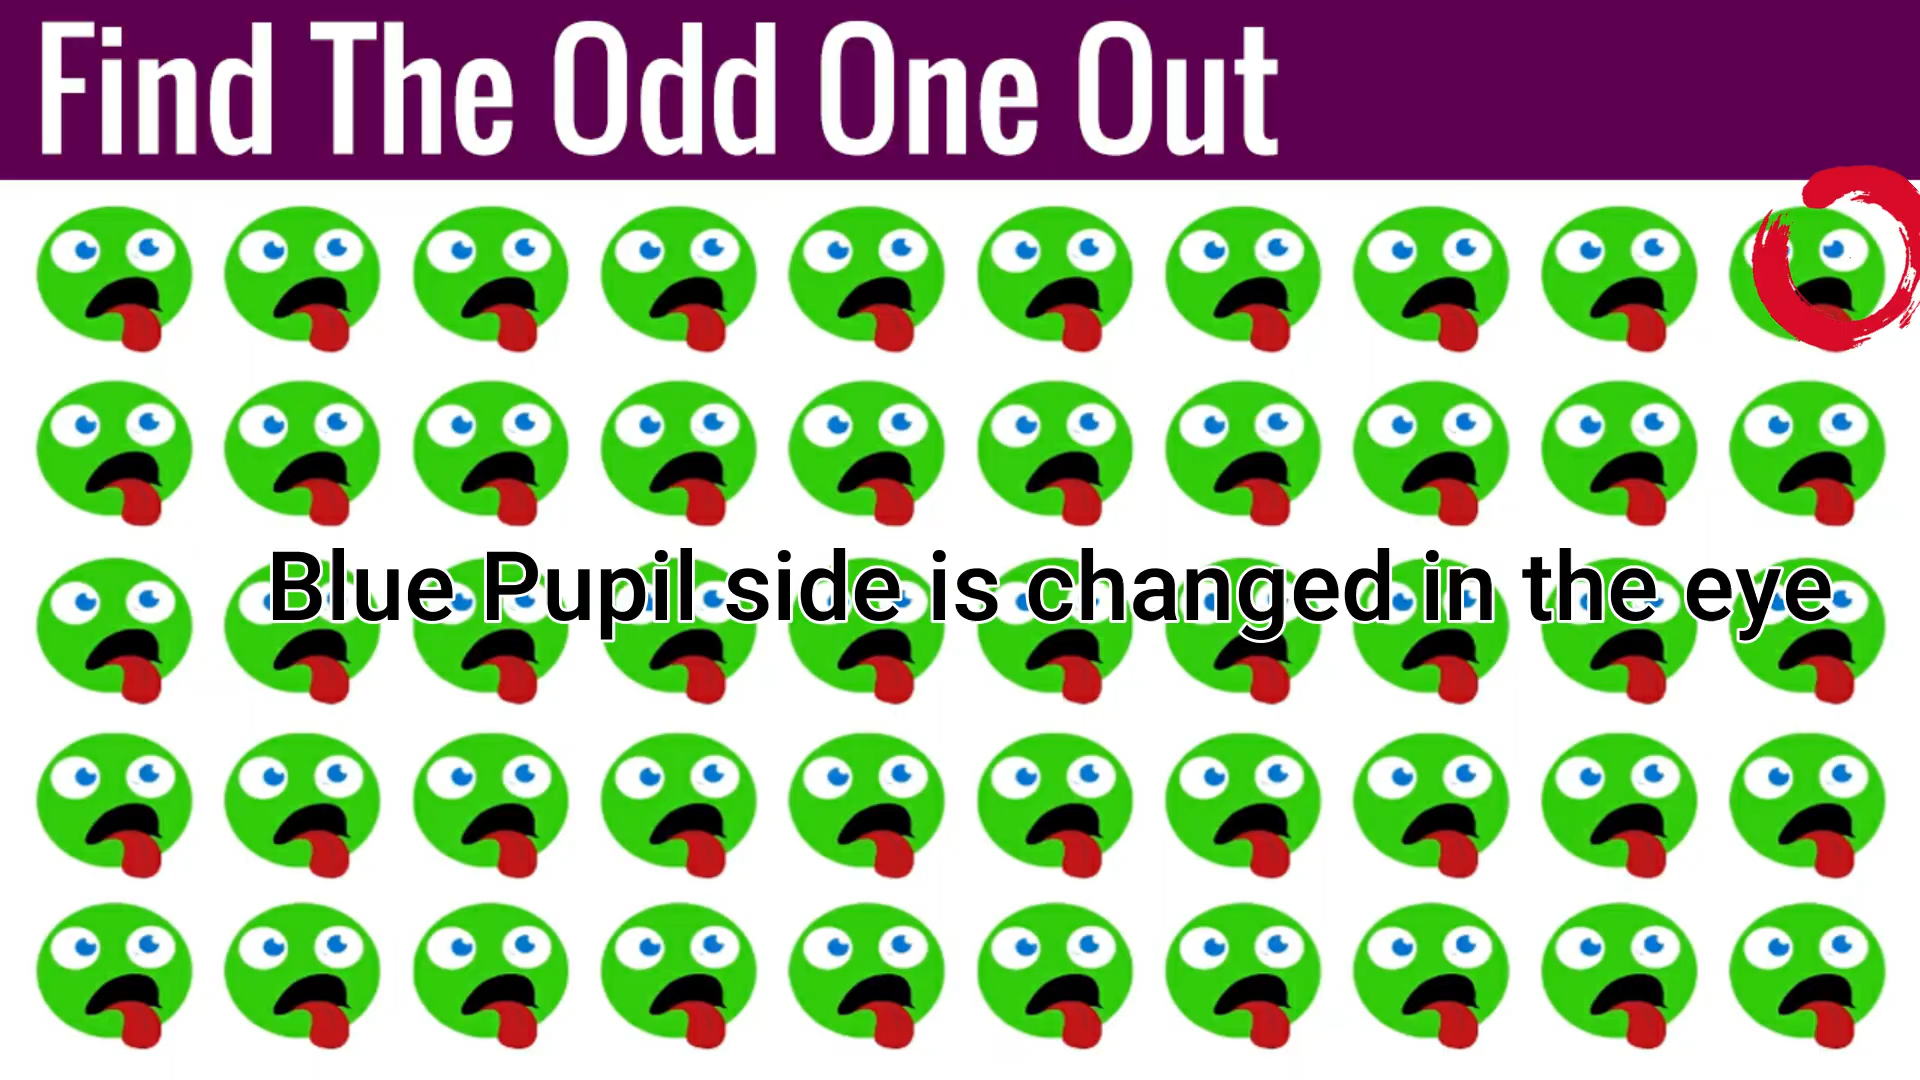 Find The Odd One Out
Blue Pupil side is changed in the eye